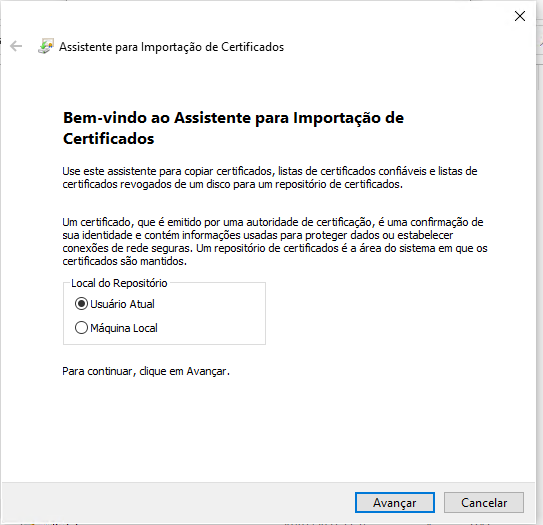 Assistente para Importação de Certificados
Bem-vindo ao Assistente para Importação de
Certificados
Use este assistente para copiar certificados, listas de certificados confiáveis e listas de
certificados revogados de um disco para um repositório de certificados.
Um certificado, que é emitido por uma autoridade de certificação, é uma confirmação de
sua identidade e contém informações usadas para proteger dados ou estabelecer
conexões de rede seguras. Um repositório de certificados é a área do sistema em que os
certificados são mantidos.
Local do Repositório
Usuário Atual
Máquina Local
Para continuar, clique em Avançar.
Avançar Cancelar